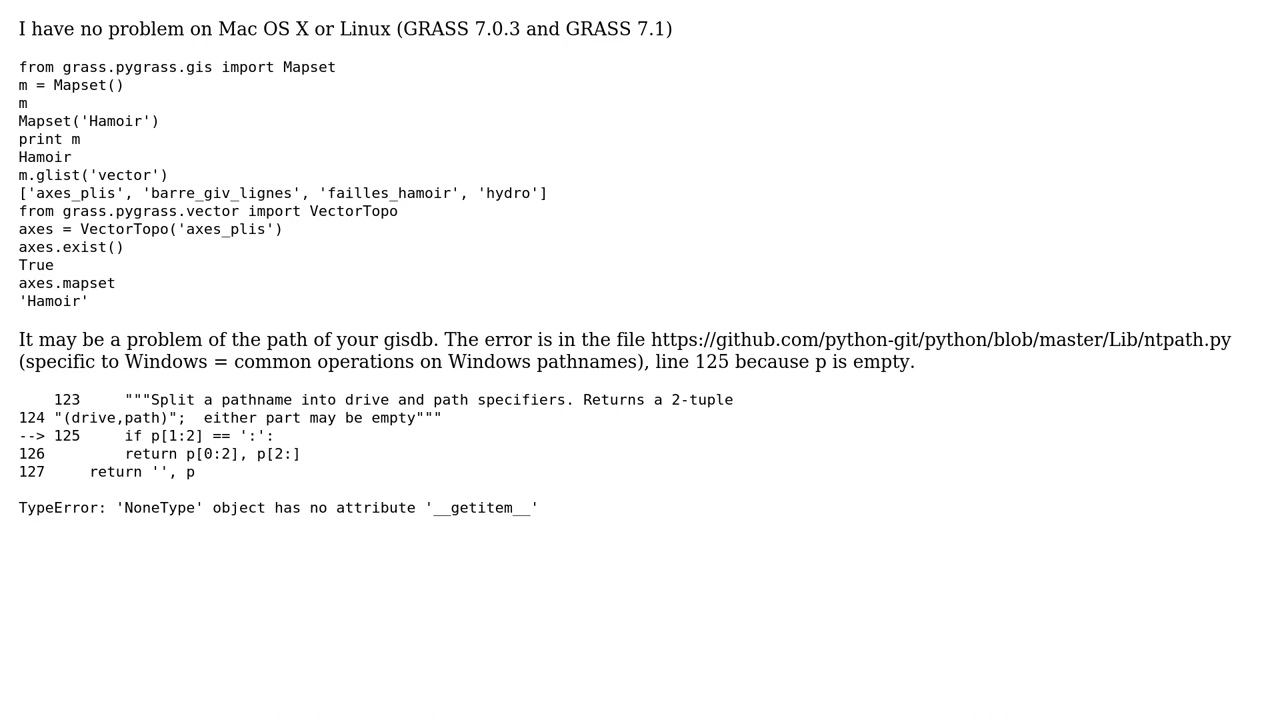 I have no problem on Mac OS X or Linux (GRASS 7.0.3 and GRASS 7.1)
from grass.pygrass.gis import Mapset
m = Mapset()
m
Mapset('Hamoir')
print m
Hamoir
m.glist('vector')
['axes_plis', 'barre_giv_lignes', 'failles_hamoir', 'hydro']
from grass.pygrass.vector import VectorTopo
axes = VectorTopo('axes_plis')
axes.exist()
True
axes.mapset
'Hamoir'
It may be a problem of the path of your gisdb. The error is in the file https://github.com/python-git/python/blob/master/Lib/ntpath.py
(specific to Windows = common operations on Windows pathnames), line 125 because p is empty.
    123     """Split a pathname into drive and path specifiers. Returns a 2-tuple
124 "(drive,path)";  either part may be empty"""
--> 125     if p[1:2] == ':':
126         return p[0:2], p[2:]
127     return '', p
TypeError: 'NoneType' object has no attribute '__getitem__'